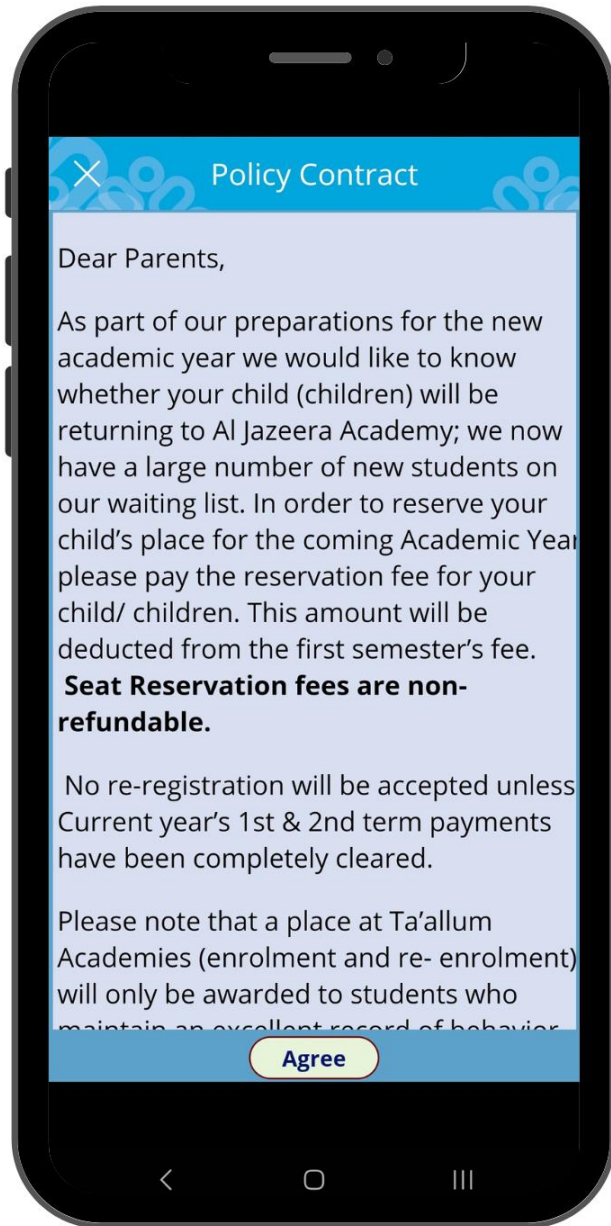 Policy Contract
Dear Parents,
As part of our preparations for the new
academic year we would like to know
whether your child (children) will be
returning to Al Jazeera Academy; we now
have a large number of new students on
our waiting list. In order to reserve your
child’s place for the coming Academic Year
please pay the reservation fee for your
child/ children. This amount will be
deducted from the first semester’s fee.
Seat Reservation fees are non-
refundable.
No re-registration will be accepted unless
Current year’s 1st & 2nd term payments
have been completely cleared.
Please note that a place at Ta’allum
Academies (enrolment and re- enrolment)
will only be awarded to students who
maintain an excellent record of behavior
Agree